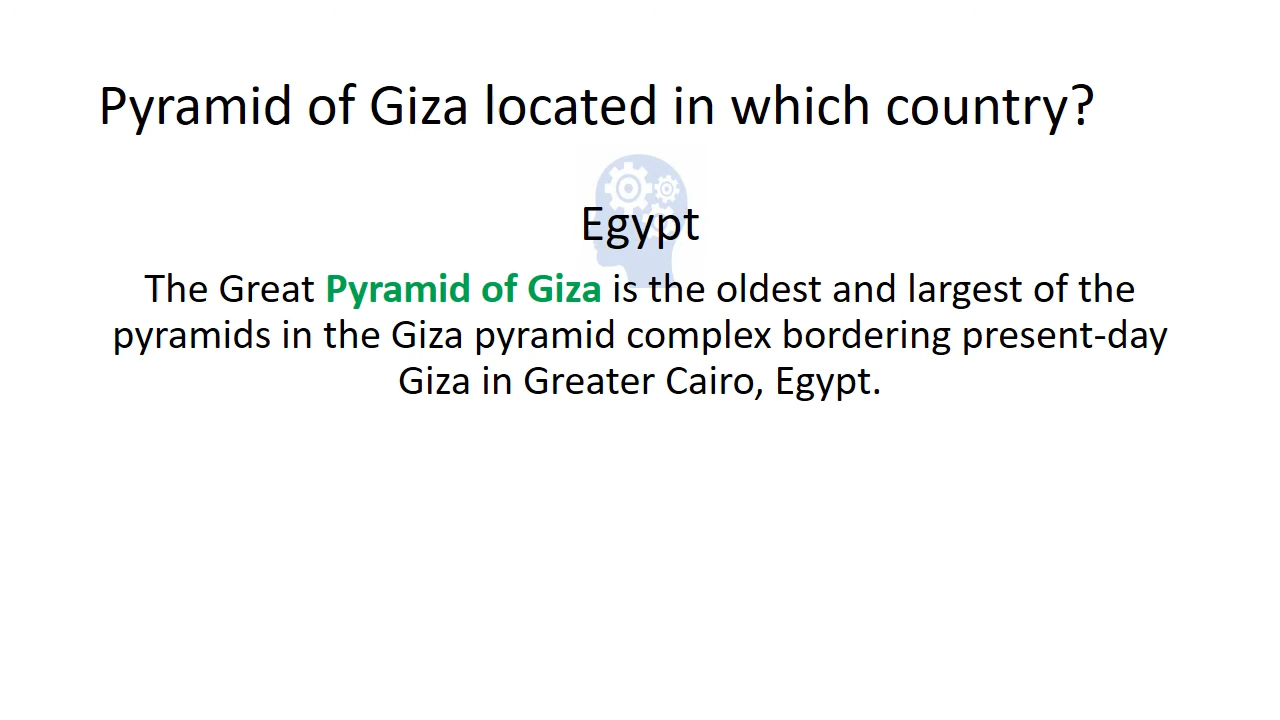 Pyramid of Giza located in which country?
Egypt
The Great Pyramid of Giza is the oldest and largest of the
pyramids in the Giza pyramid complex bordering present-day
Giza in Greater Cairo, Egypt.